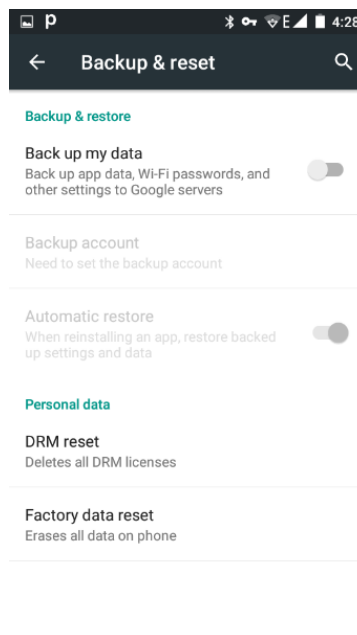 p E 4:28
Backup & reset
Backup & restore
Back up my data
Back up app data, Wi-Fi passwords, and
other settings to Google servers
Backup account
Need to set the backup account
Automatic restore
When reinstalling an app, restore backed
up settings and data
Personal data
DRM reset
Deletes all DRM licenses
Factory data reset
Erases all data on phone